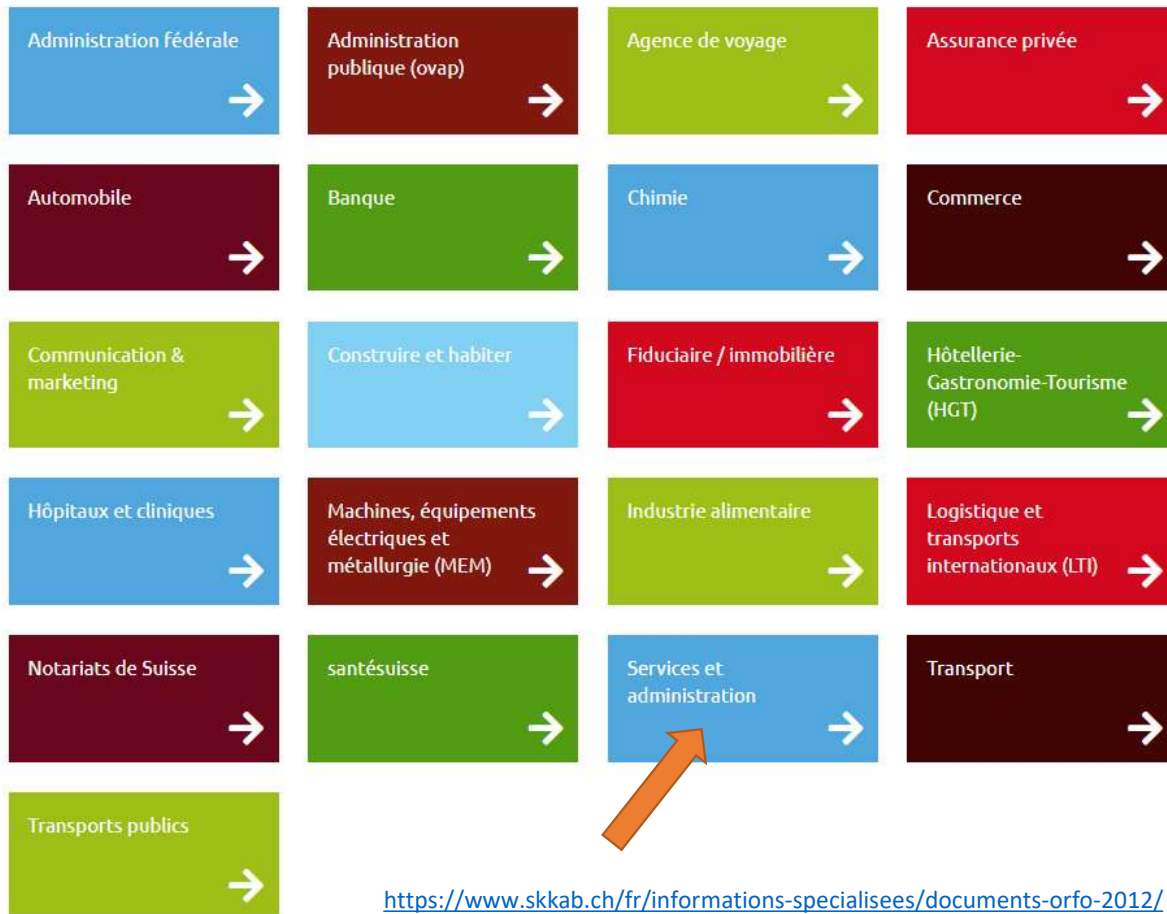 Administration fédérale
Administration
publique (ovap)
Agence de voyage
Assurance privée
Automobile
Banque
Chimie
Commerce
Communication &
marketing
Construire et habiter
Fiduciaire / immobilière
Hôtellerie-
Gastronomie-Tourisme
(HGT)
Hôpitaux et cliniques
Machines, équipements
électriques et
métallurgie (MEM)
Industrie alimentaire
Logistique et
transports
internationaux (LTI)
Notariats de Suisse
santésuisse
Services et
administration
Transport
Transports publics
https://www.skkab.ch/fr/informations-specialisees/documents-orfo-2012/